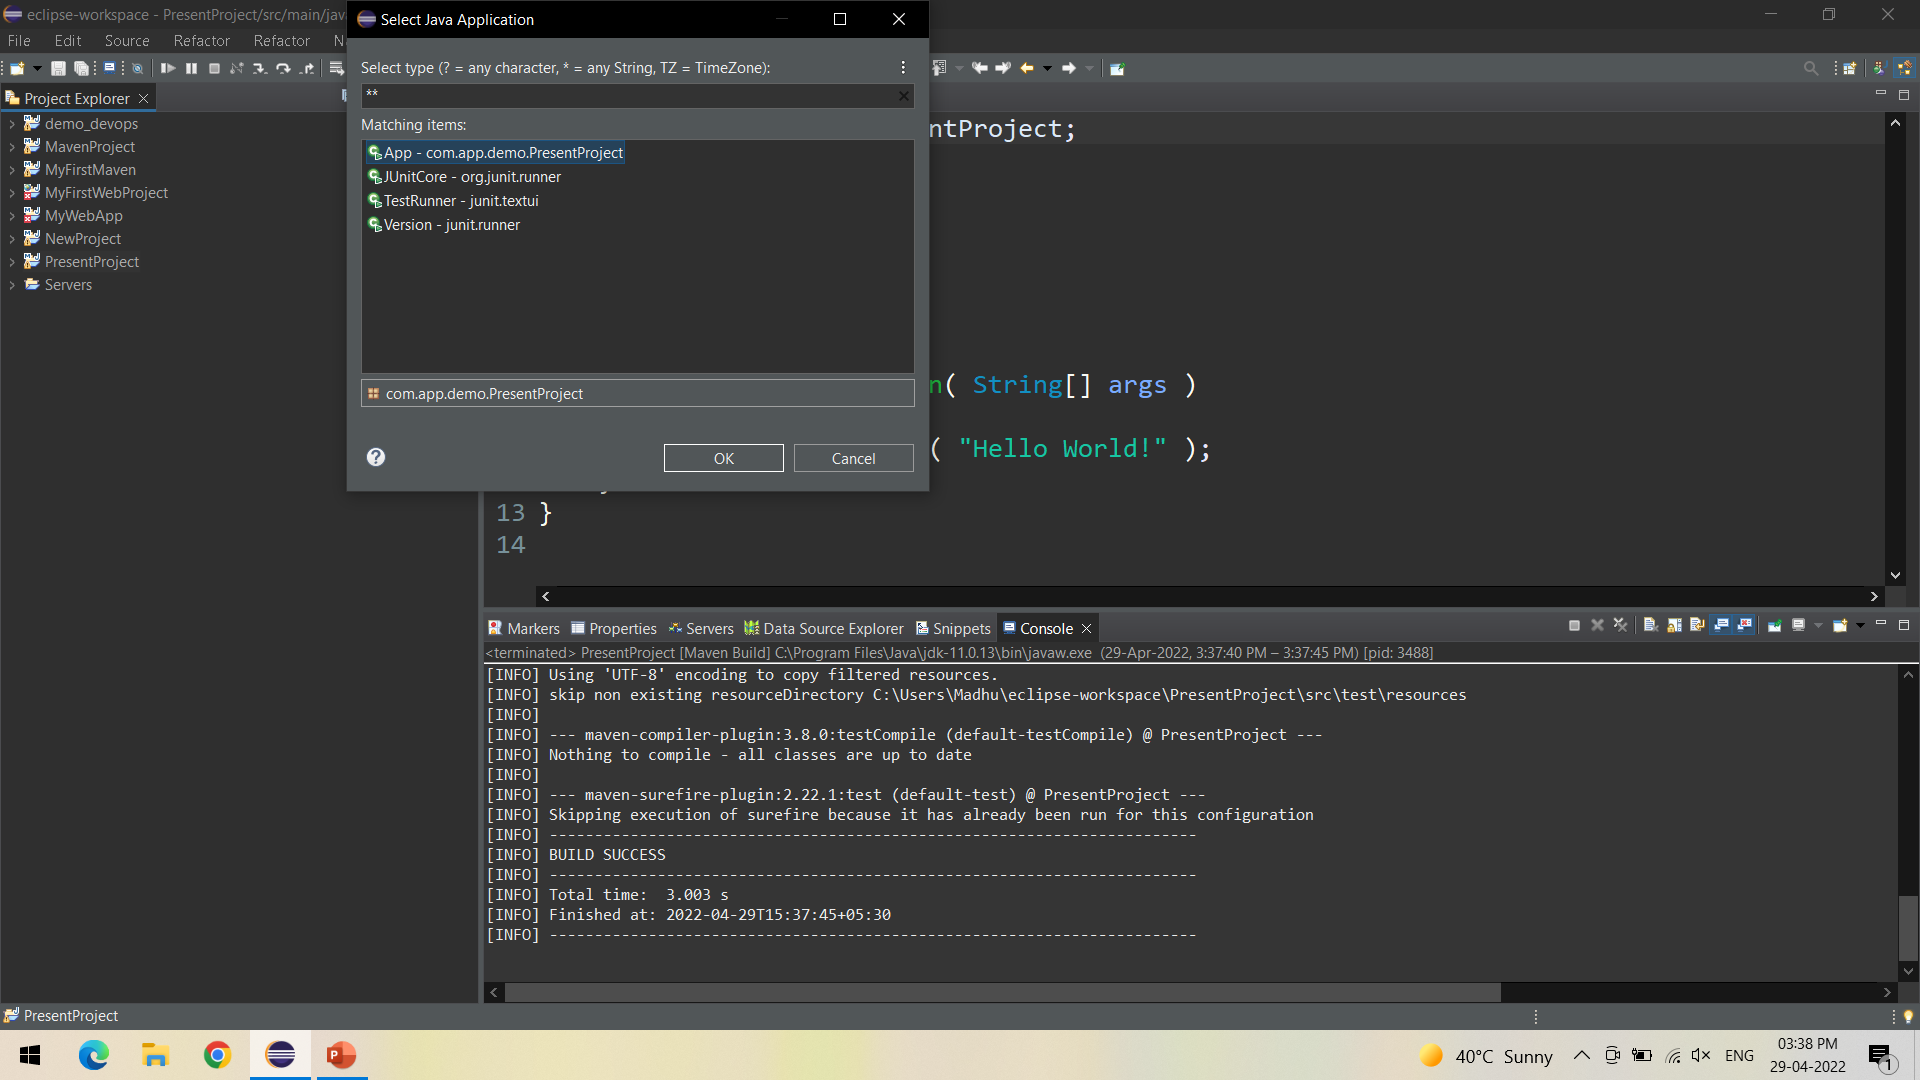 eclipse-workspace - PresentProject/src/main/jav
Select Java Application
File Edit Source Refactor Refactor N
Select type (? = any character, * = any String, TZ = TimeZone):
**
Matching items:
App - com.app.demo.PresentProject
JUnitCore - org.junit.runner
TestRunner - junit.textui
Version - junit.runner
com.app.demo.PresentProject
OK Cancel
Project Explorer
demo_devops
MavenProject
MyFirstMaven
MyFirstWebProject
MyWebApp
NewProject
PresentProject
Servers
ntProject;
n( String[] args )
( "Hello World!" );
13 }
14
Markers Properties Servers Data Source Explorer Snippets Console
<terminated> PresentProject [Maven Build] C:\Program Files\Java\jdk-11.0.13\bin\javaw.exe (29-Apr-2022, 3:37:40 PM – 3:37:45 PM) [pid: 3488]
[INFO] Using 'UTF-8' encoding to copy filtered resources.
[INFO] skip non existing resourceDirectory C:\Users\Madhu\eclipse-workspace\PresentProject\src\test\resources
[INFO]
[INFO] --- maven-compiler-plugin:3.8.0:testCompile (default-testCompile) @ PresentProject ---
[INFO] Nothing to compile - all classes are up to date
[INFO]
[INFO] --- maven-surefire-plugin:2.22.1:test (default-test) @ PresentProject ---
[INFO] Skipping execution of surefire because it has already been run for this configuration
[INFO] ------------------------------------------------------------------------
[INFO] BUILD SUCCESS
[INFO] ------------------------------------------------------------------------
[INFO] Total time:  3.003 s
[INFO] Finished at: 2022-04-29T15:37:45+05:30
[INFO] ------------------------------------------------------------------------
PresentProject
40°C Sunny
ENG
03:38 PM
29-04-2022
1